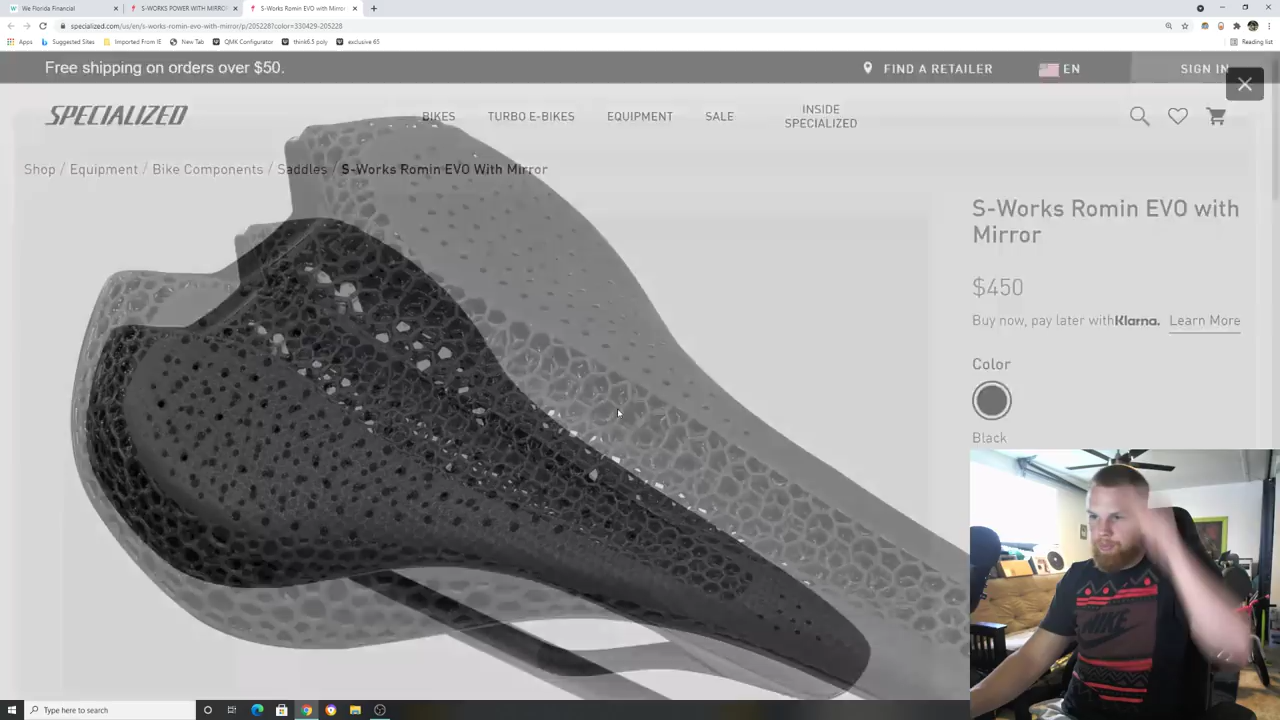 We Florida Financial
S-WORKS POWER WITH MIRROR
S-Works Romin EVO with Mirror
specialized.com/us/en/s-works-romin-evo-with-mirror/p/205228?color=330429-205228
Apps
Suggested Sites
Imported From IE
New Tab
QMK Configurator
think6.5 poly
exclusive 65
Reading list
Free shipping on orders over $50.
FIND A RETAILER
EN
SIGN IN
SPECIALIZED
BIKES
TURBO E-BIKES
EQUIPMENT
SALE
INSIDE
SPECIALIZED
Shop / Equipment / Bike Components / Saddles / S-Works Romin EVO With Mirror
S-Works Romin EVO with
Mirror
$450
Buy now, pay later withKlarna. Learn More
Color
Black
NIKE
Type here to search